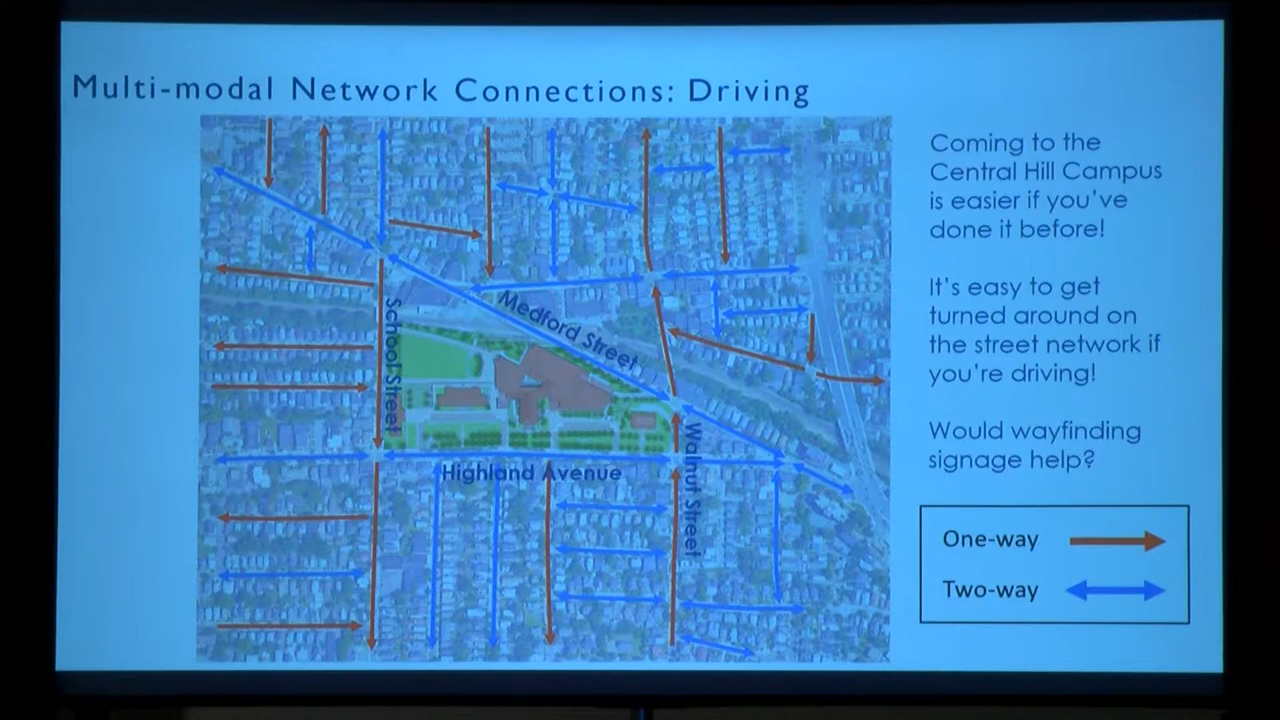 Multi-modal Network Connections: Driving
Coming to the
Central Hill Campus
is easier if you've
done it before!
It's easy to get
turned around on
the street network if
you're driving!
Would wayfinding
signage help?
One-way
Two-way
School Street
Medford Street
Highland Avenue
Walnut Street